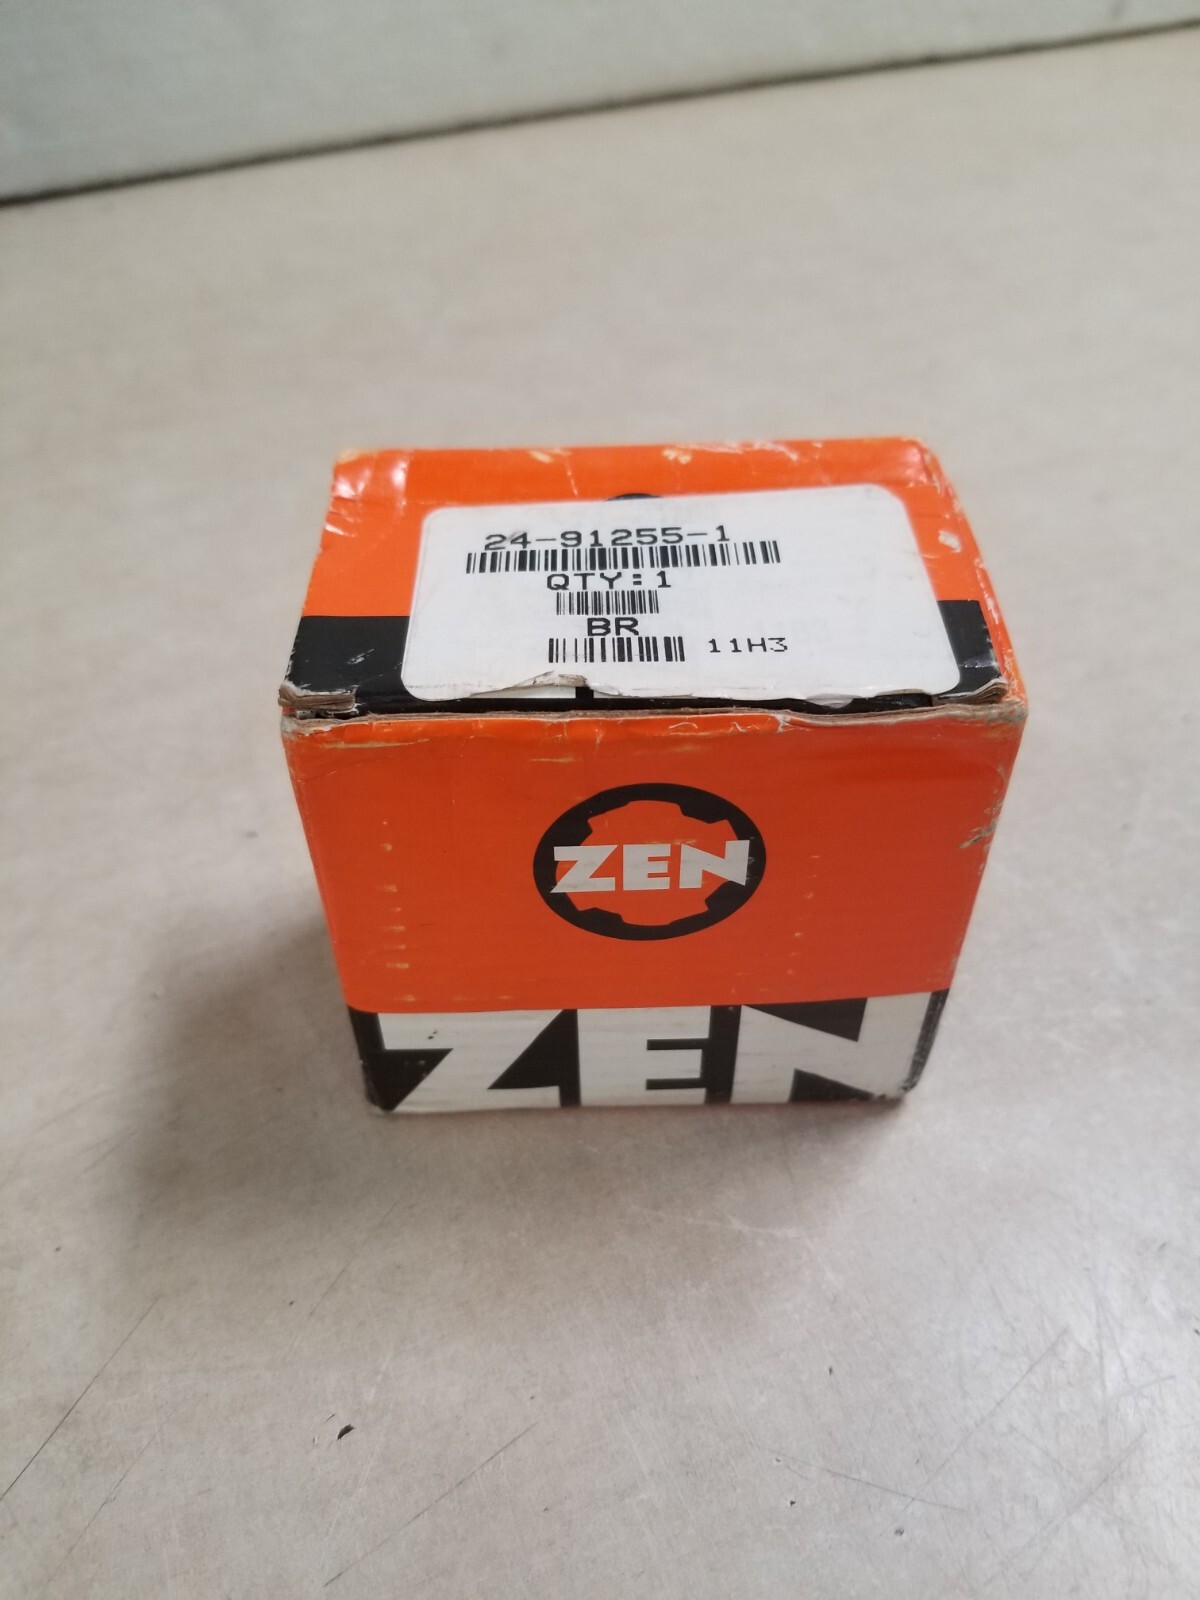 24-91255-1
QTY:1
BR
11H3
ZEN
ZEN